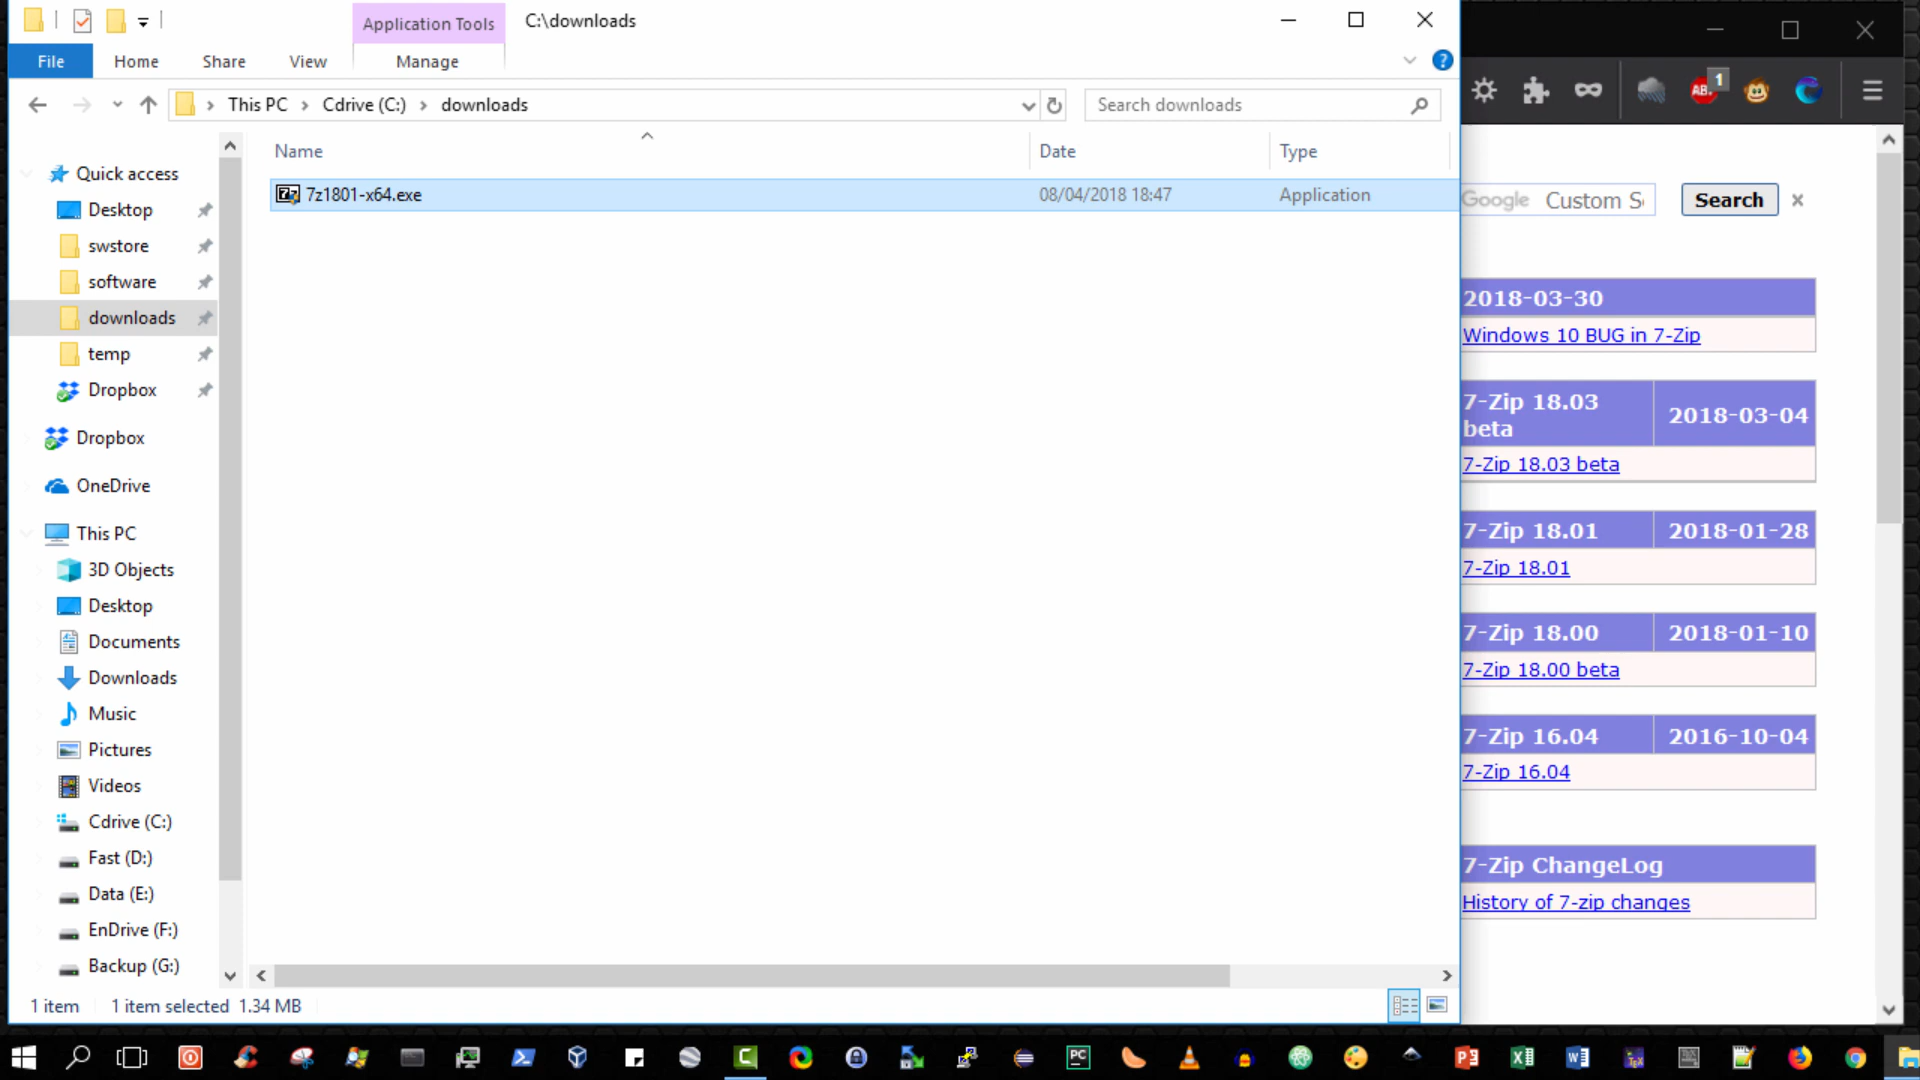 Application Tools
C:\downloads
File
Home
Share
View
Manage
This PC
Cdrive (C:)
downloads
Search downloads
Name
Date
Type
7z1801-x64.exe
08/04/2018 18:47
Application
Quick access
Desktop
swstore
software
downloads
temp
Dropbox
Dropbox
OneDrive
This PC
3D Objects
Desktop
Documents
Downloads
Music
Pictures
Videos
Cdrive (C:)
Fast (D:)
Data (E:)
EnDrive (F:)
Backup (G:)
1 item
1 item selected 1.34 MB
1
Google Custom
Search
2018-03-30
Windows 10 BUG in 7-Zip
7-Zip 18.03
beta
2018-03-04
7-Zip 18.03 beta
7-Zip 18.01
2018-01-28
7-Zip 18.01
7-Zip 18.00
2018-01-10
7-Zip 18.00 beta
7-Zip 16.04
2016-10-04
7-Zip 16.04
7-Zip ChangeLog
History of 7-zip changes